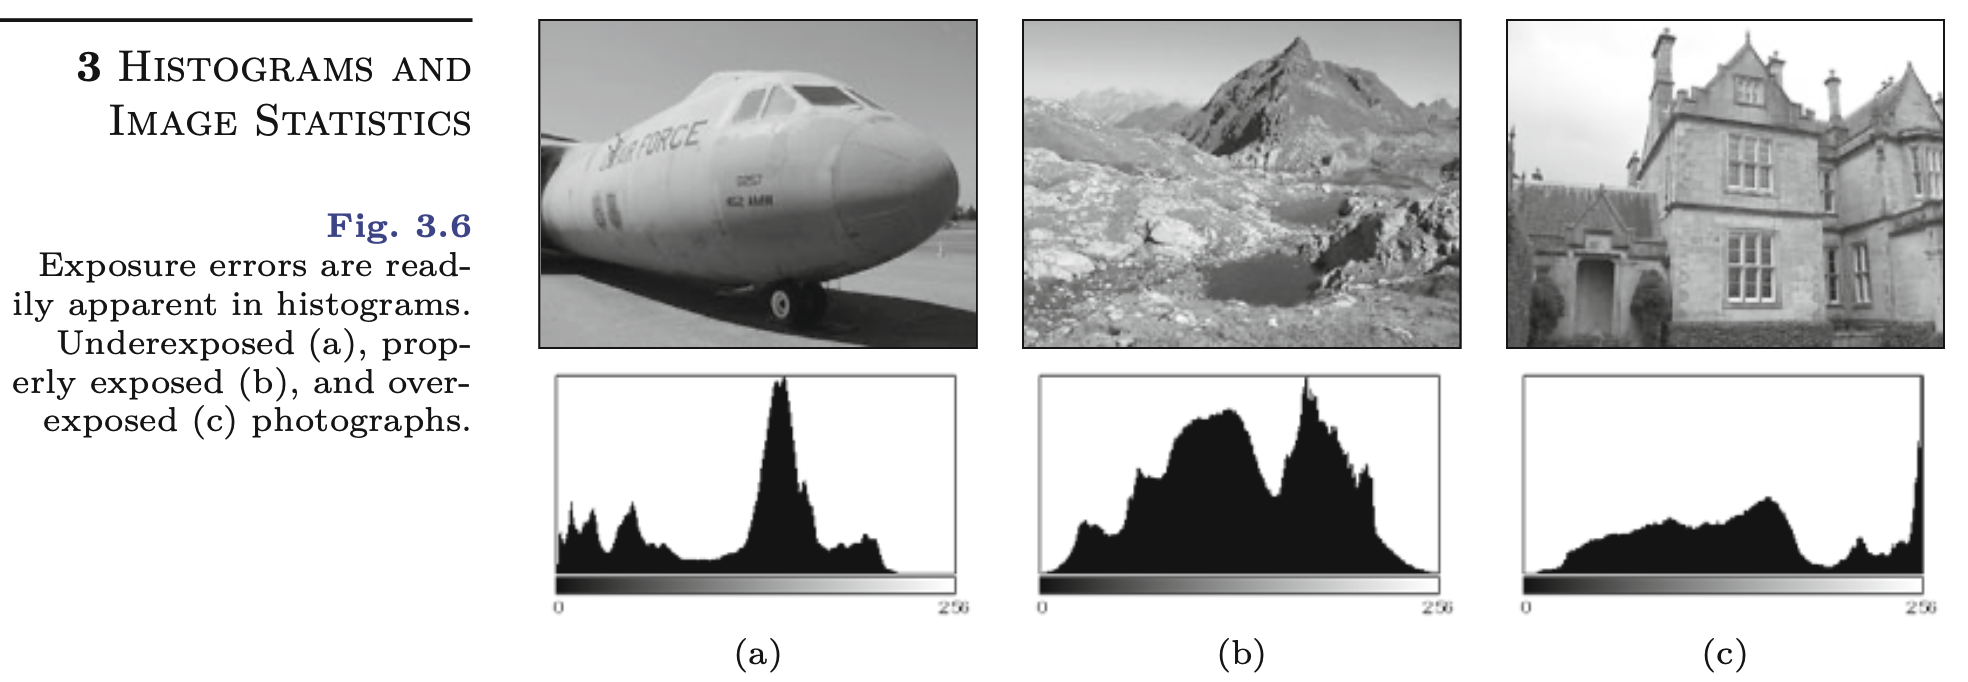 3 HISTOGRAMS AND
IMAGE STATISTICS
Fig. 3.6
Exposure errors are read-
ily apparent in histograms.
Underexposed (a), prop-
erly exposed (b), and over-
exposed (c) photographs.
AIR FORCE
0 256
0 256
0 256
(a) (b) (c)